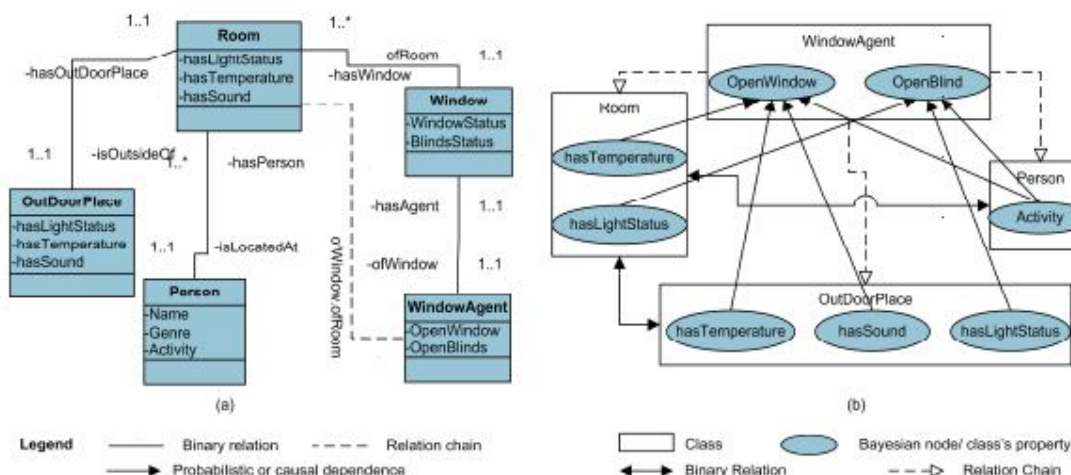 1..1
Room
1..*
-hasLightStatus
-hasTemperature
-hasSound
-hasOutDoorPlace
ofRoom
1..1
-hasWindow
Window
-WindowStatus
-BlindsStatus
1..1
-isOutsideOf
1..*
-hasPerson
OutDoorPlace
-hasLightStatus
-hasTemperature
-hasSound
-hasAgent
1..1
1..1
-isLocatedAt
-ofWindow
1..1
oWindow.ofRoom
Person
-Name
-Genre
-Activity
WindowAgent
-OpenWindow
-OpenBlinds
(a)
WindowAgent
OpenWindow
OpenBlind
Room
hasTemperature
hasLightStatus
Person
Activity
OutDoorPlace
hasTemperature
hasSound
hasLightStatus
(b)
Legend
Binary relation
Relation chain
Probabilistic or causal dependence
Class
Bayesian node/ class's property
Binary Relation
Relation Chain